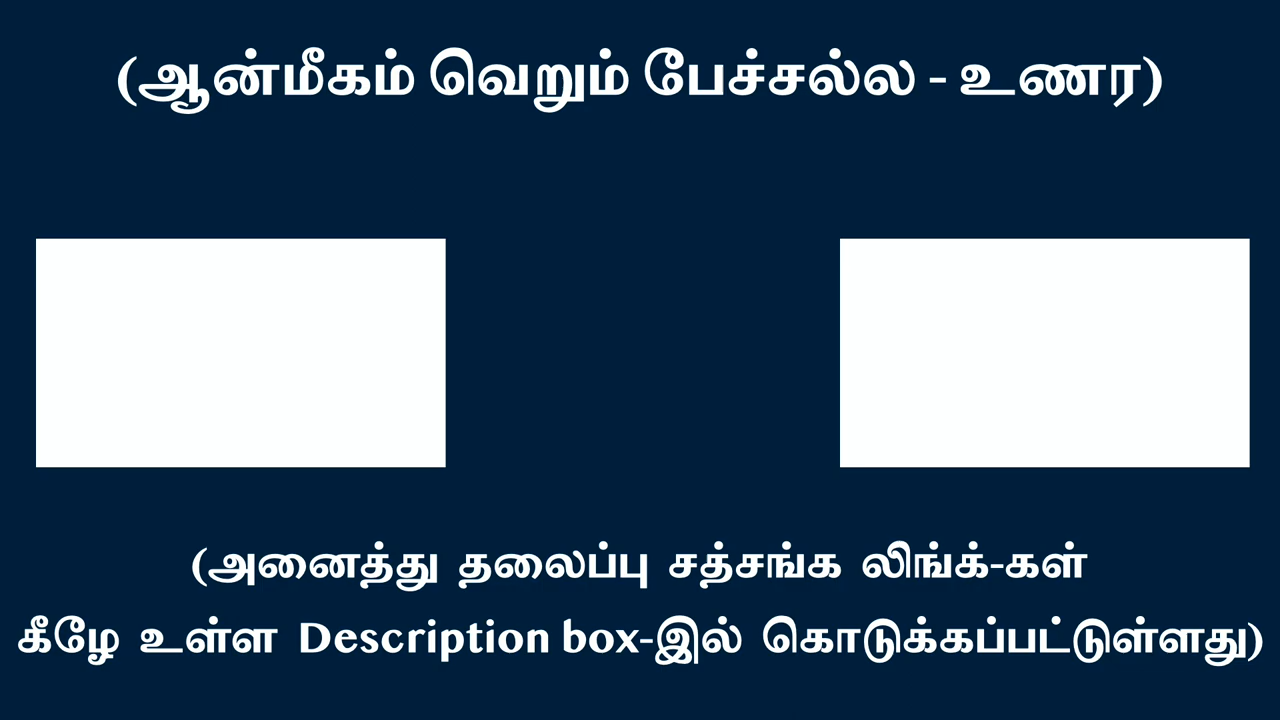 (ஆன்மீகம் வெறும் பேச்சல்ல - உணர)
(அனைத்து தலைப்பு சத்சங்க லிங்க்-கள்
கீழே உள்ள Description box-இல் கொடுக்கப்பட்டுள்ளது)